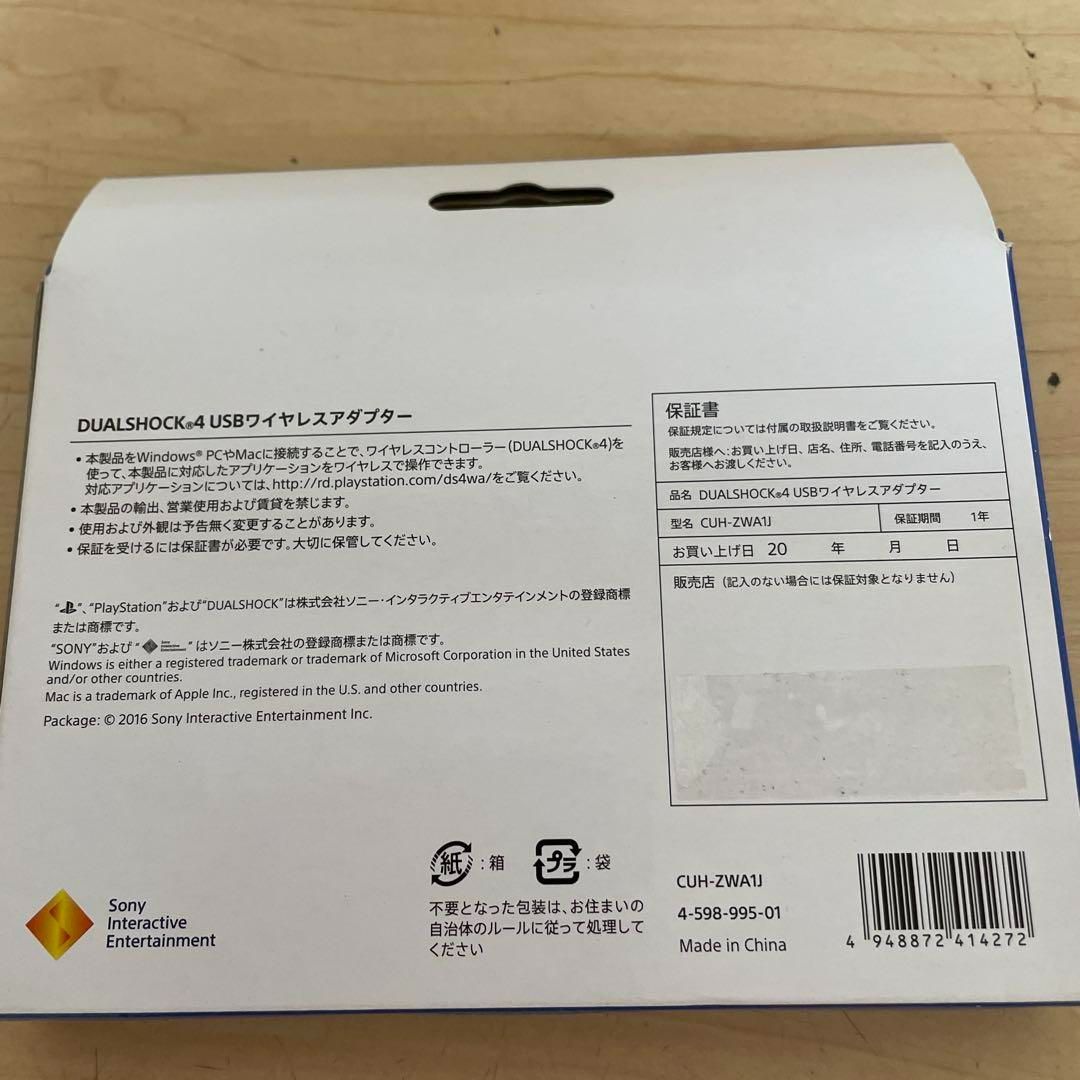 DUALSHOCK®4 USBワイヤレスアダプター
• 本製品をWindows® PCやMacに接続することで、ワイヤレスコントローラー(DUALSHOCK®4)を
使って、本製品に対応したアプリケーションをワイヤレスで操作できます。
対応アプリケーションについては、http://rd.playstation.com/ds4wa/をご覧ください。
• 本製品の輸出、営業使用および賃貸を禁じます。
• 使用および外観は予告無く変更することがあります。
• 保証を受けるには保証書が必要です。大切に保管してください。
“ ”、“PlayStation”および“DUALSHOCK”は株式会社ソニー・インタラクティブエンタテインメントの登録商標
または商標です。
“SONY”および “ Sony Interactive Entertainment ” はソニー株式会社の登録商標または商標です。
Windows is either a registered trademark or trademark of Microsoft Corporation in the United States
and/or other countries.
Mac is a trademark of Apple Inc., registered in the U.S. and other countries.
Package: © 2016 Sony Interactive Entertainment Inc.
保証書
保証規定については付属の取扱説明書をご覧ください。
販売店様へ:お買い上げ日、店名、住所、電話番号を記入のうえ、
お客様へお渡しください。
品名 DUALSHOCK®4 USBワイヤレスアダプター
型名 CUH-ZWA1J 保証期間 1年
お買い上げ日 20 年 月 日
販売店 (記入のない場合には保証対象となりません)
紙 : 箱 プラ : 袋
不要となった包装は、お住まいの
自治体のルールに従って処理して
ください
Sony
Interactive
Entertainment
CUH-ZWA1J
4-598-995-01
Made in China
4 948872 414272